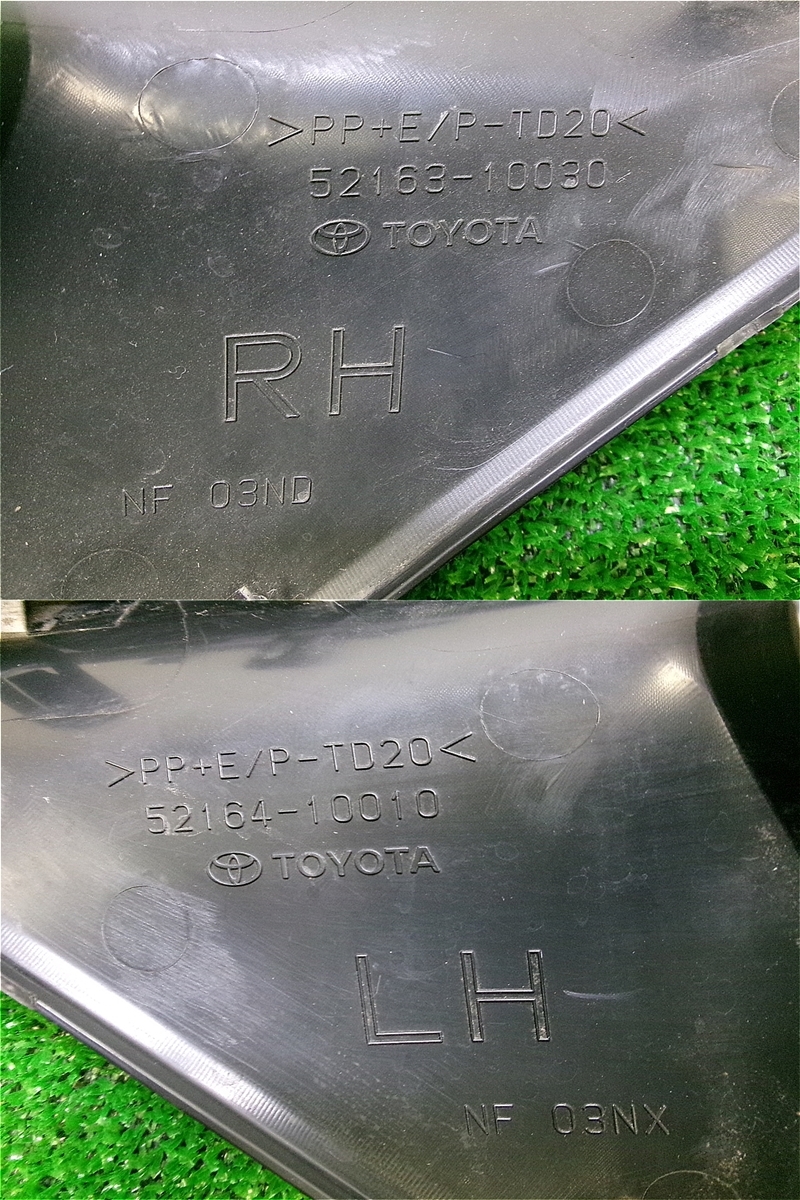 >PP+E/P-TD20<
52163-10030
TOYOTA
RH
NF 03ND
>PP+E/P-TD20<
52164-10010
TOYOTA
LH
NF 03NX